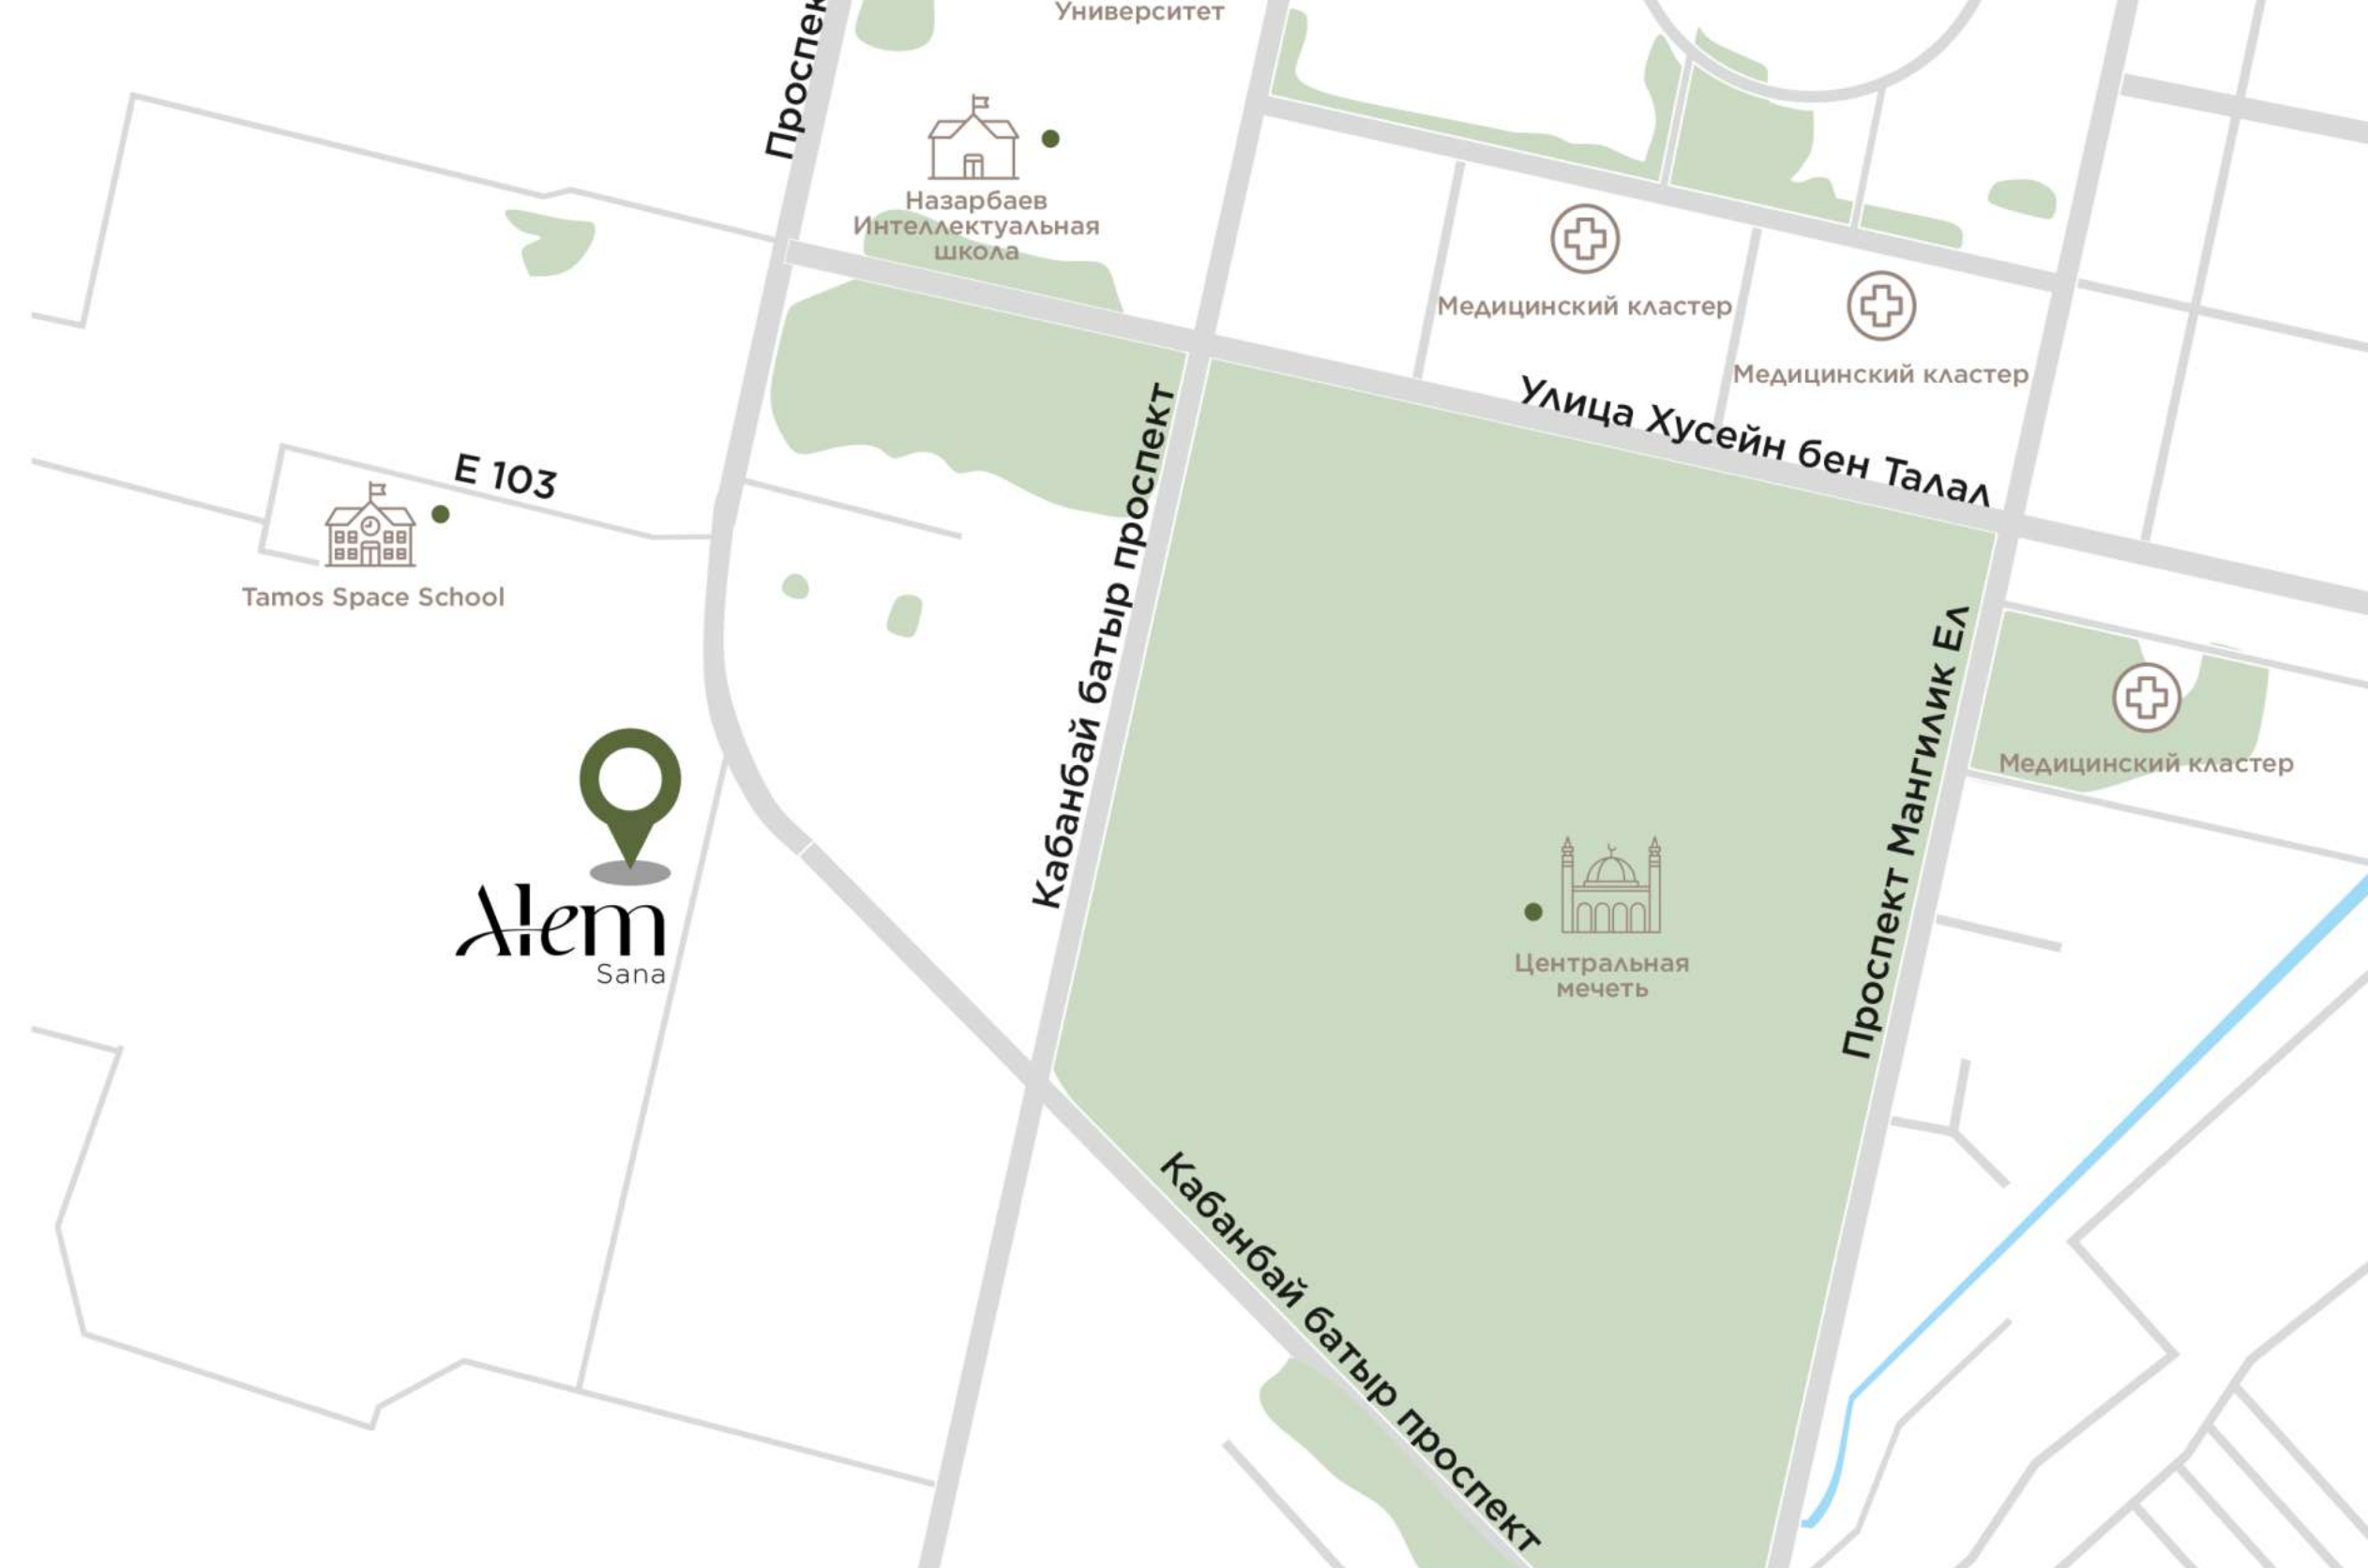 Университет
Назарбаев
Интеллектуальная
школа
Медицинский кластер
Медицинский кластер
Улица Хусейн бен Талал
Кабанбай батыр проспект
E 103
Tamos Space School
Проспект Мангилик Ел
Медицинский кластер
Alem
Sana
Центральная
мечеть
Кабанбай батыр проспект